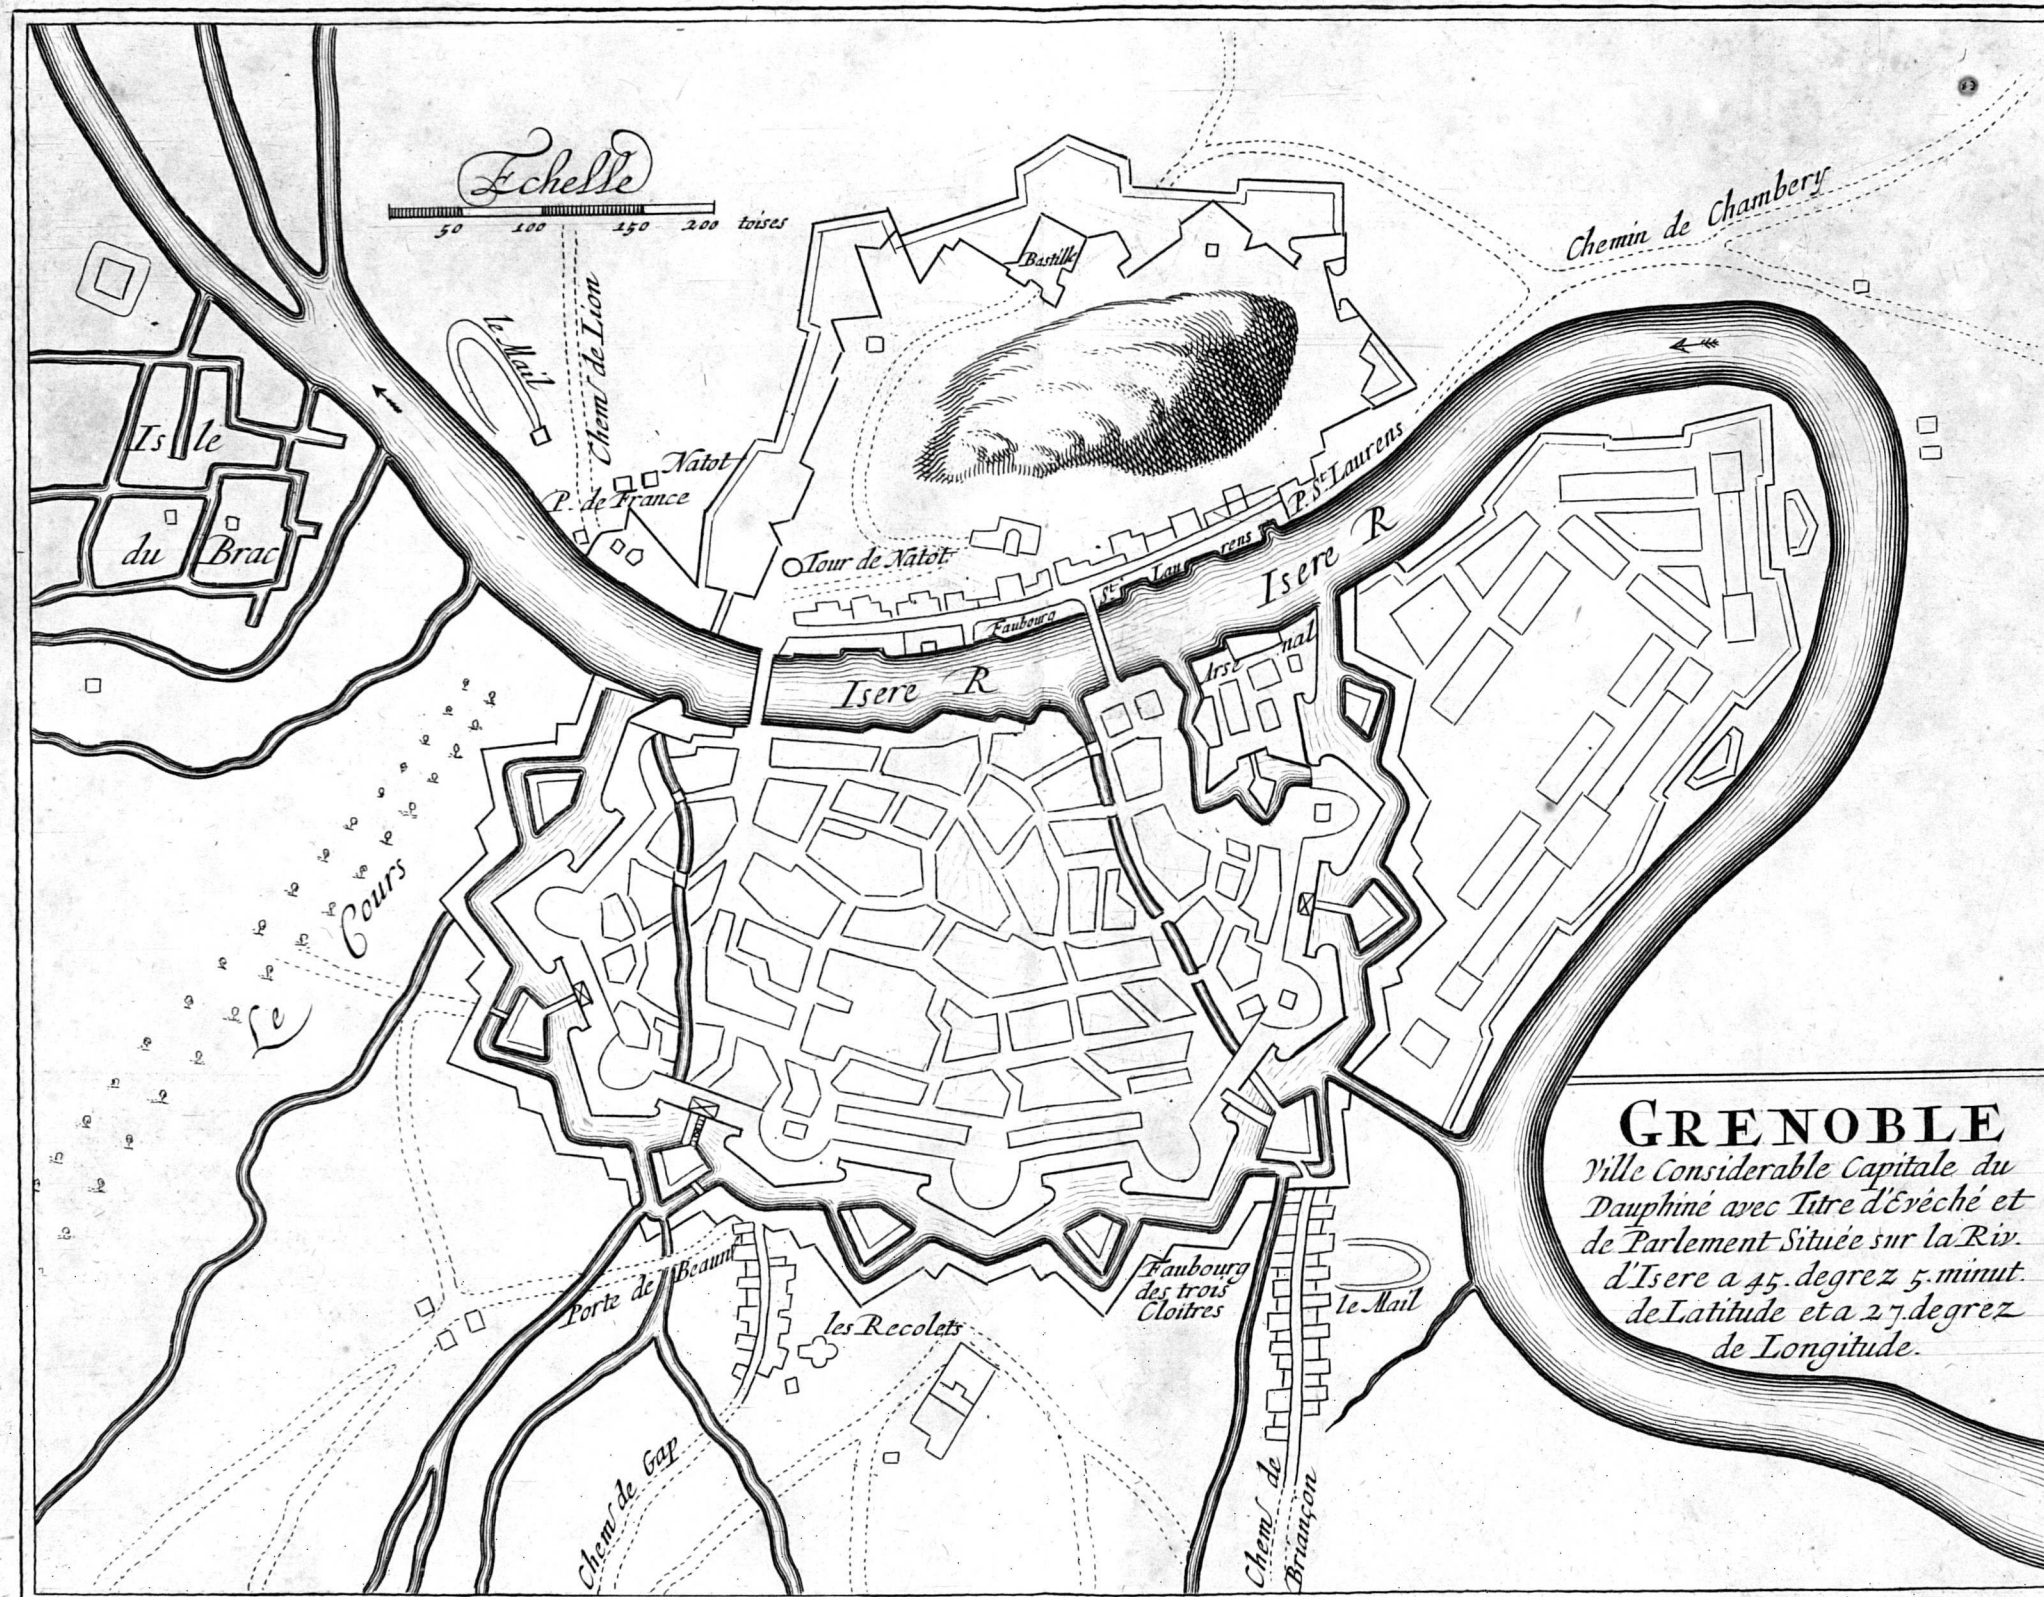 Echelle
50 100 150 200 toises
Chemin de Chambery
Bastille
le Mail
Chem. de Lion
Natot
P. de France
Isle
du Brac
Tour de Natot
P. St. Laurens
Faubourg St. Laurens
Isere R
Isere R
Arsenal
Le Cours
GRENOBLE
Ville Considerable Capitale du
Dauphiné avec Titre d'Evéché et
de Parlement Située sur la Riv.
d'Isere a 45. degrez 5. minut.
de Latitude et a 27. degrez
de Longitude.
Porte de Beaune
les Recolets
Faubourg
des trois
Cloitres
le Mail
Chem. de Gap
Chem. de
Briançon